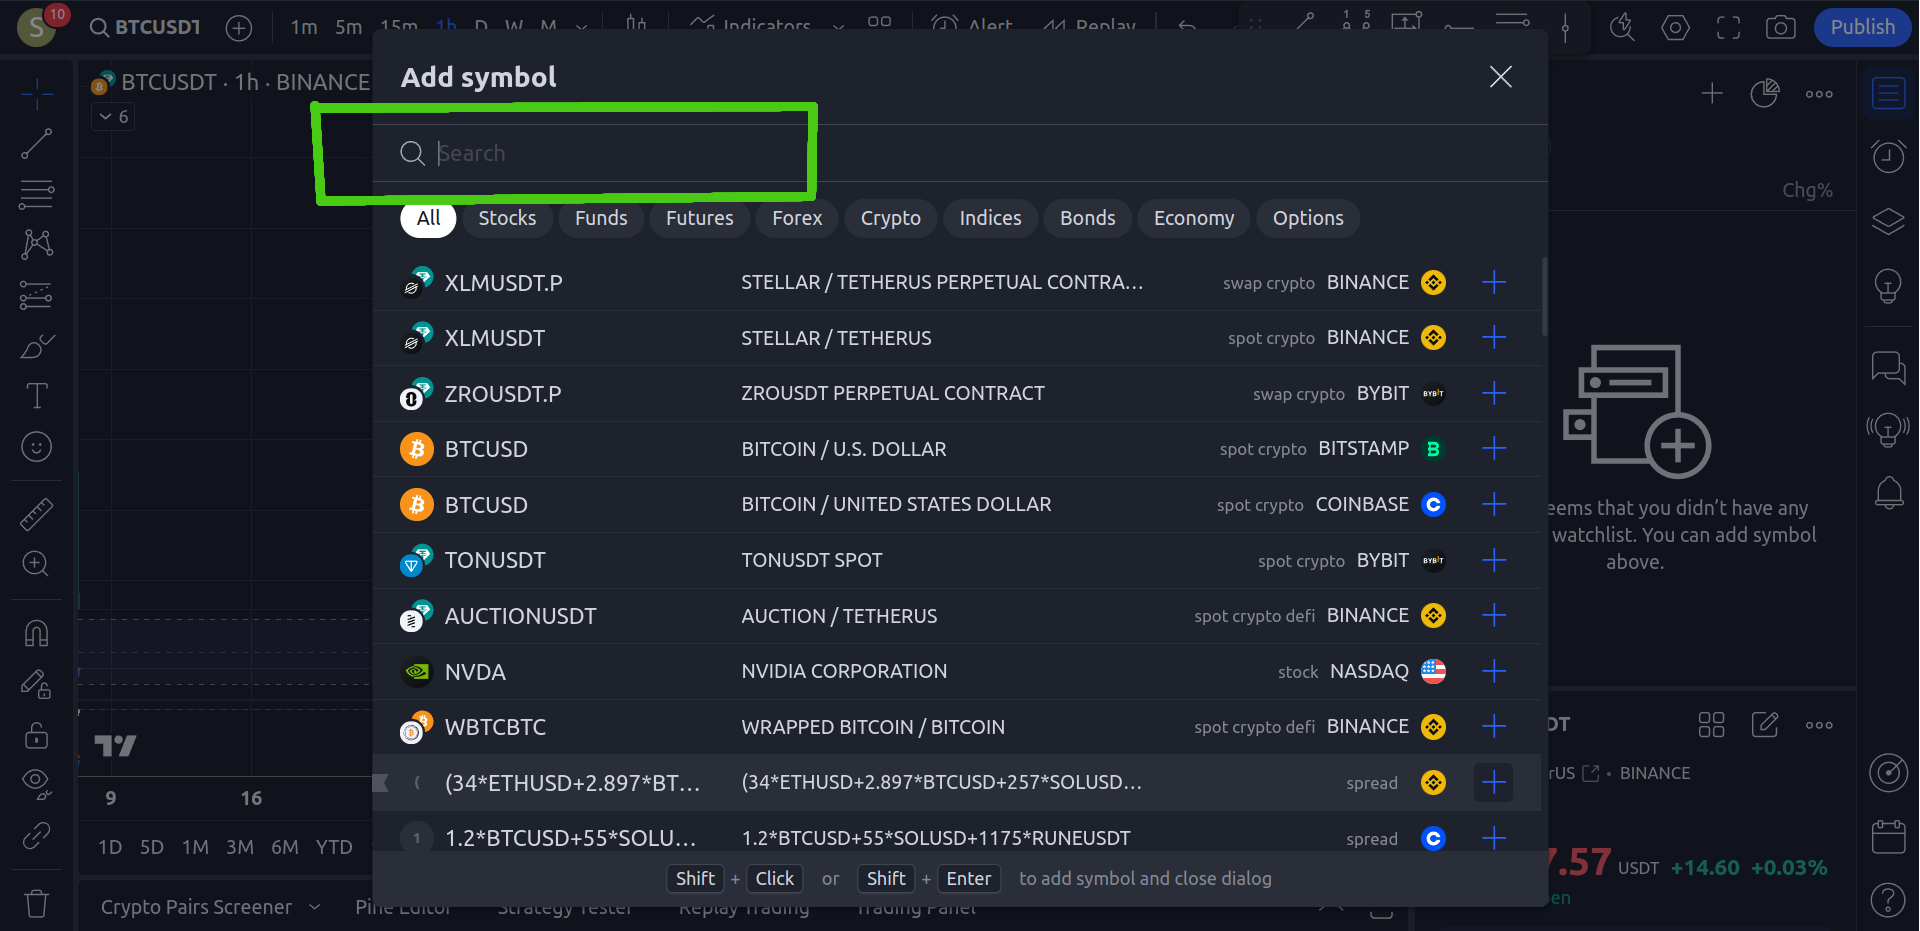 S 10 BTCUSDT 1m 5m 15m 1h D W M Indicators Alert Replay Publish
BTCUSDT · 1h · BINANCE
6
Add symbol
Search
Chg%
All Stocks Funds Futures Forex Crypto Indices Bonds Economy Options
XLMUSDT.P STELLAR / TETHERUS PERPETUAL CONTRA... swap crypto BINANCE
XLMUSDT STELLAR / TETHERUS spot crypto BINANCE
ZROUSDT.P ZROUSDT PERPETUAL CONTRACT swap crypto BYBIT BYBIT
BTCUSD BITCOIN / U.S. DOLLAR spot crypto BITSTAMP
BTCUSD BITCOIN / UNITED STATES DOLLAR spot crypto COINBASE
eems that you didn't have any
watchlist. You can add symbol
above.
TONUSDT TONUSDT SPOT spot crypto BYBIT BYBIT
AUCTIONUSDT AUCTION / TETHERUS spot crypto defi BINANCE
NVDA NVIDIA CORPORATION stock NASDAQ
WBTCBTC WRAPPED BITCOIN / BITCOIN spot crypto defi BINANCE
DT
(34*ETHUSD+2.897*BT... (34*ETHUSD+2.897*BTCUSD+257*SOLUSD... spread
rUS • BINANCE
9 16
1 1.2*BTCUSD+55*SOLU... 1.2*BTCUSD+55*SOLUSD+1175*RUNEUSDT spread
1D 5D 1M 3M 6M YTD
7.57 USDT +14.60 +0.03%
en
Shift + Click or Shift + Enter to add symbol and close dialog
Crypto Pairs Screener Pine Editor Strategy Tester Replay Trading Trading Panel